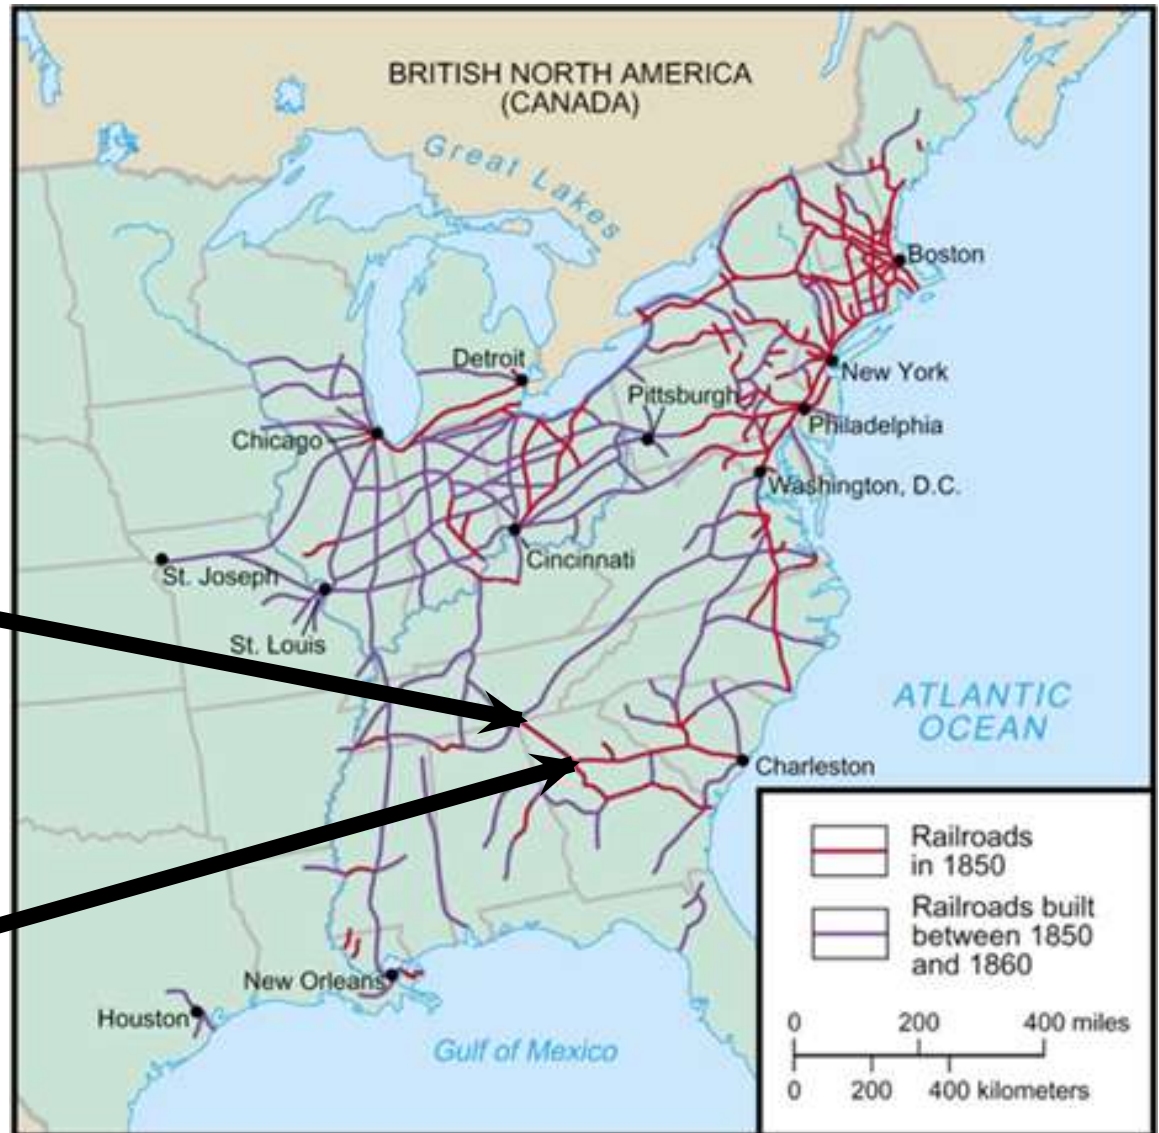 BRITISH NORTH AMERICA
(CANADA)
Great Lakes
Boston
Detroit
New York
Pittsburgh
Philadelphia
Chicago
Washington, D.C.
Cincinnati
St. Joseph
St. Louis
ATLANTIC
OCEAN
Charleston
Railroads
in 1850
Railroads built
between 1850
and 1860
New Orleans
Houston
Gulf of Mexico
0 200 400 miles
0 200 400 kilometers